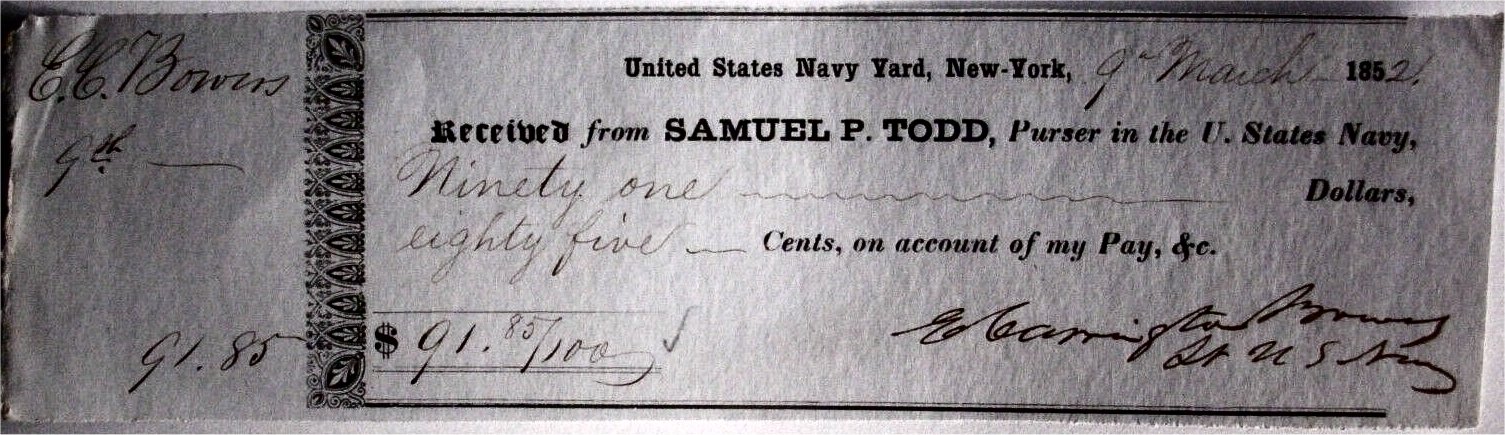 E. C. Bowers
9th
91.85
United States Navy Yard, New-York, 9th March 1852.
Received from SAMUEL P. TODD, Purser in the U. States Navy,
Ninety one Dollars,
eighty five Cents, on account of my Pay, &c.
$ 91.85/100
E Carrington Bowers
Lt U S Navy